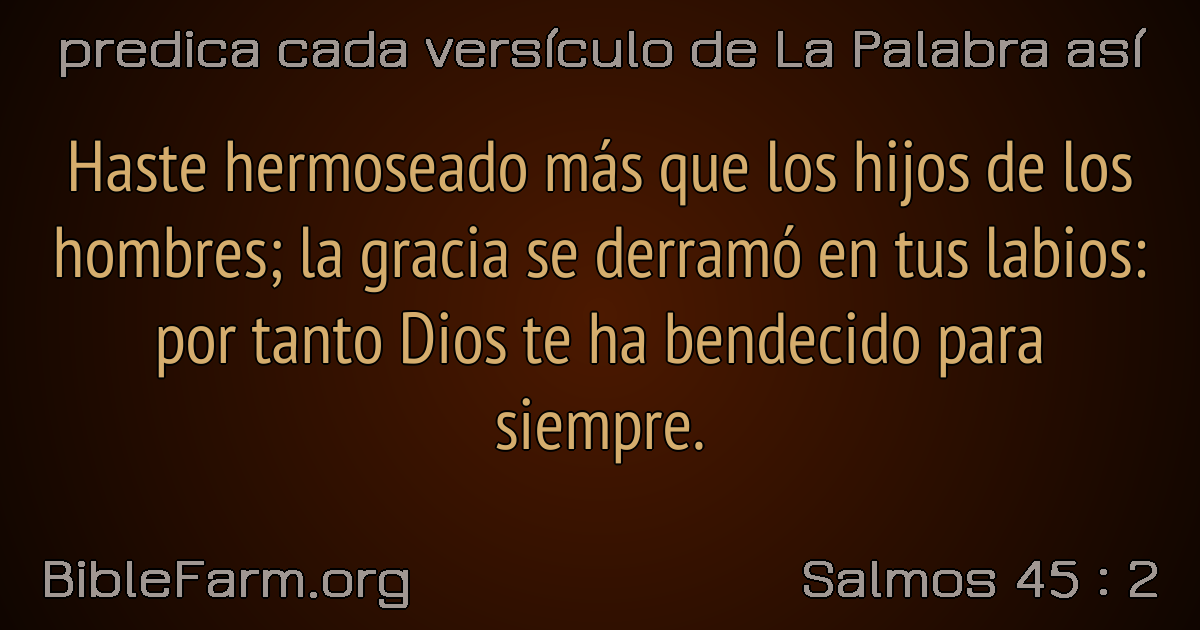 predica cada versículo de La Palabra así
Haste hermoseado más que los hijos de los
hombres; la gracia se derramó en tus labios:
por tanto Dios te ha bendecido para
siempre.
BibleFarm.org
Salmos 45 : 2